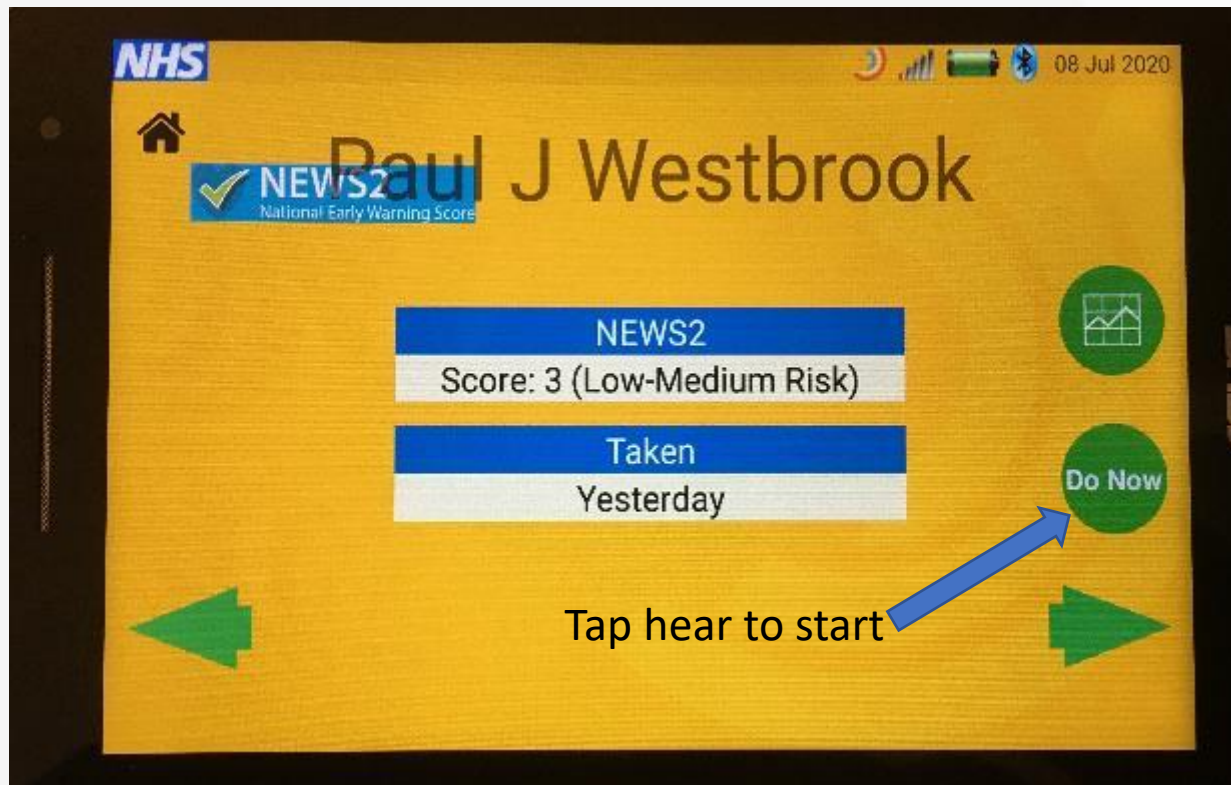 NHS
08 Jul 2020
Paul J Westbrook
NEWS2
National Early Warning Score
NEWS2
Score: 3 (Low-Medium Risk)
Taken
Yesterday
Do Now
Tap hear to start